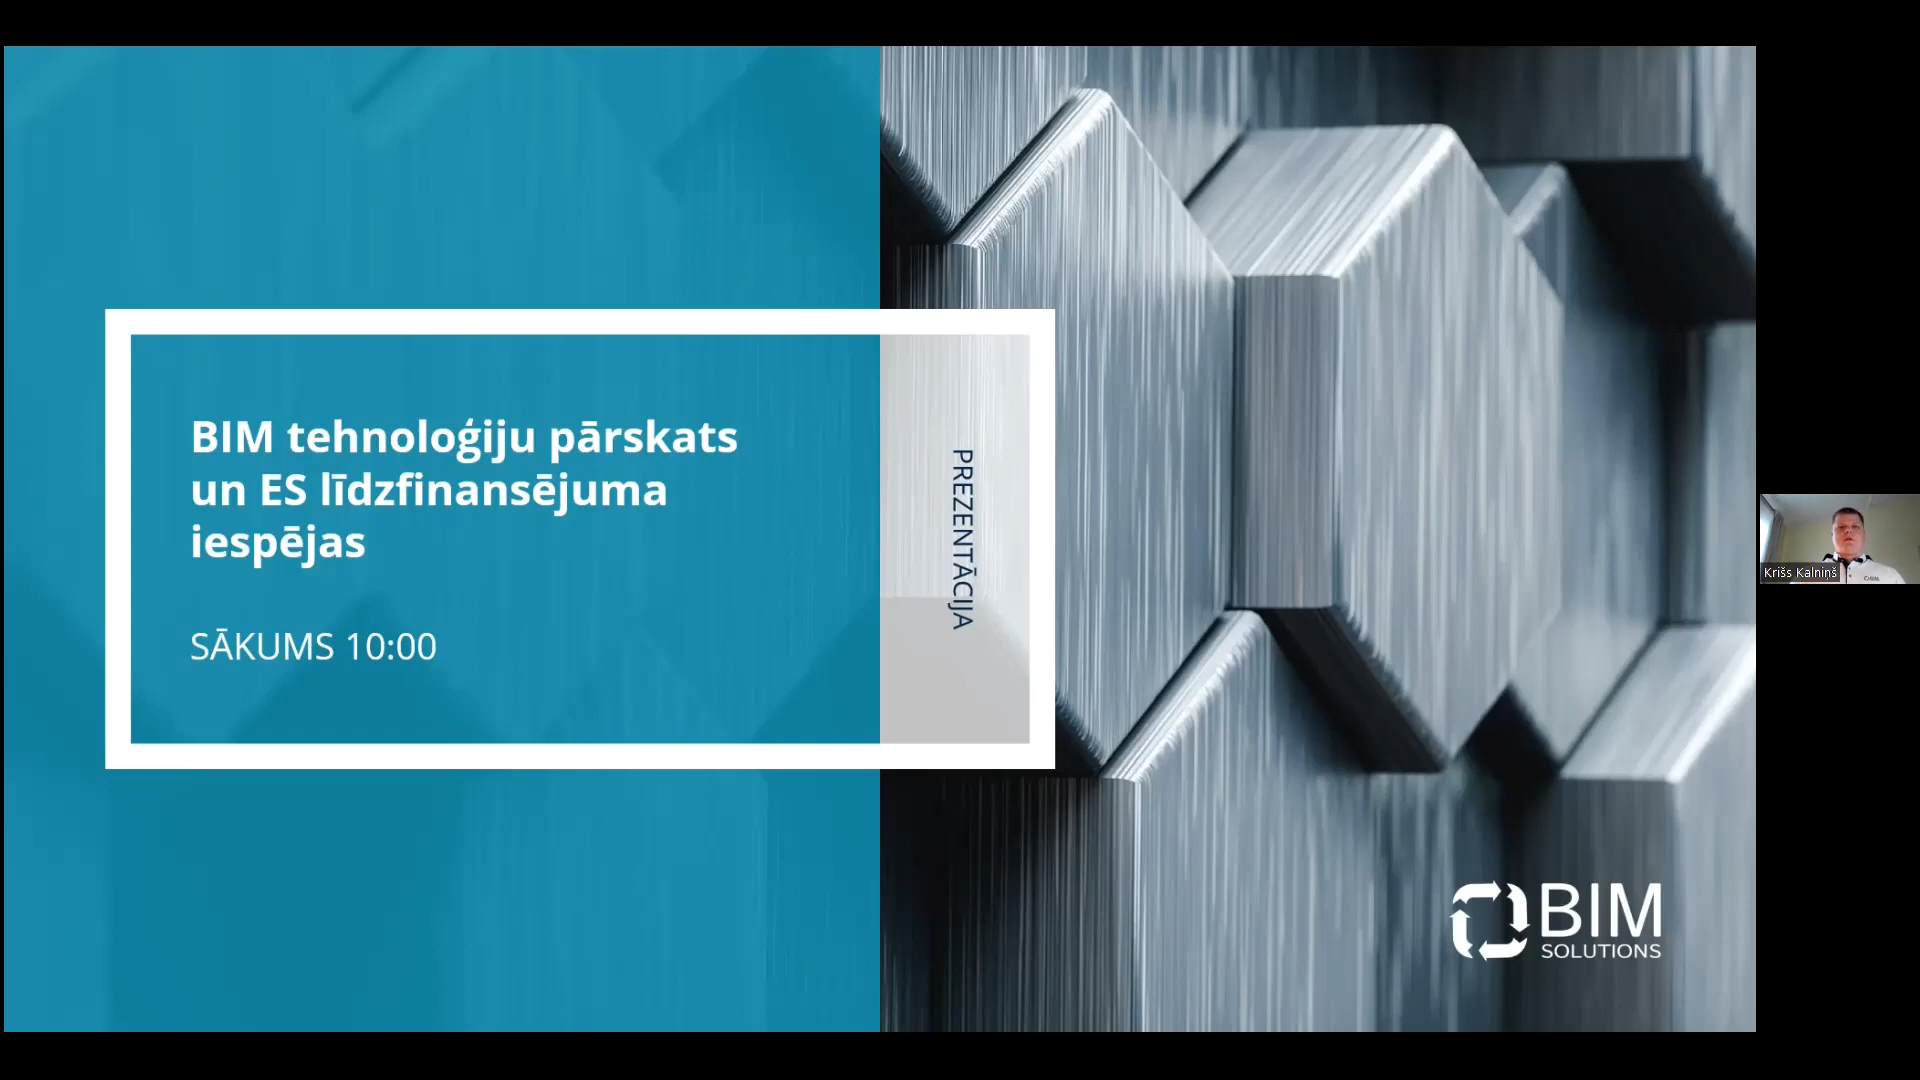 BIM tehnoloģiju pārskats
un ES līdzfinansējuma
iespējas
SĀKUMS 10:00
PREZENTĀCIJA
BIM
SOLUTIONS
Krišs Kalniņš